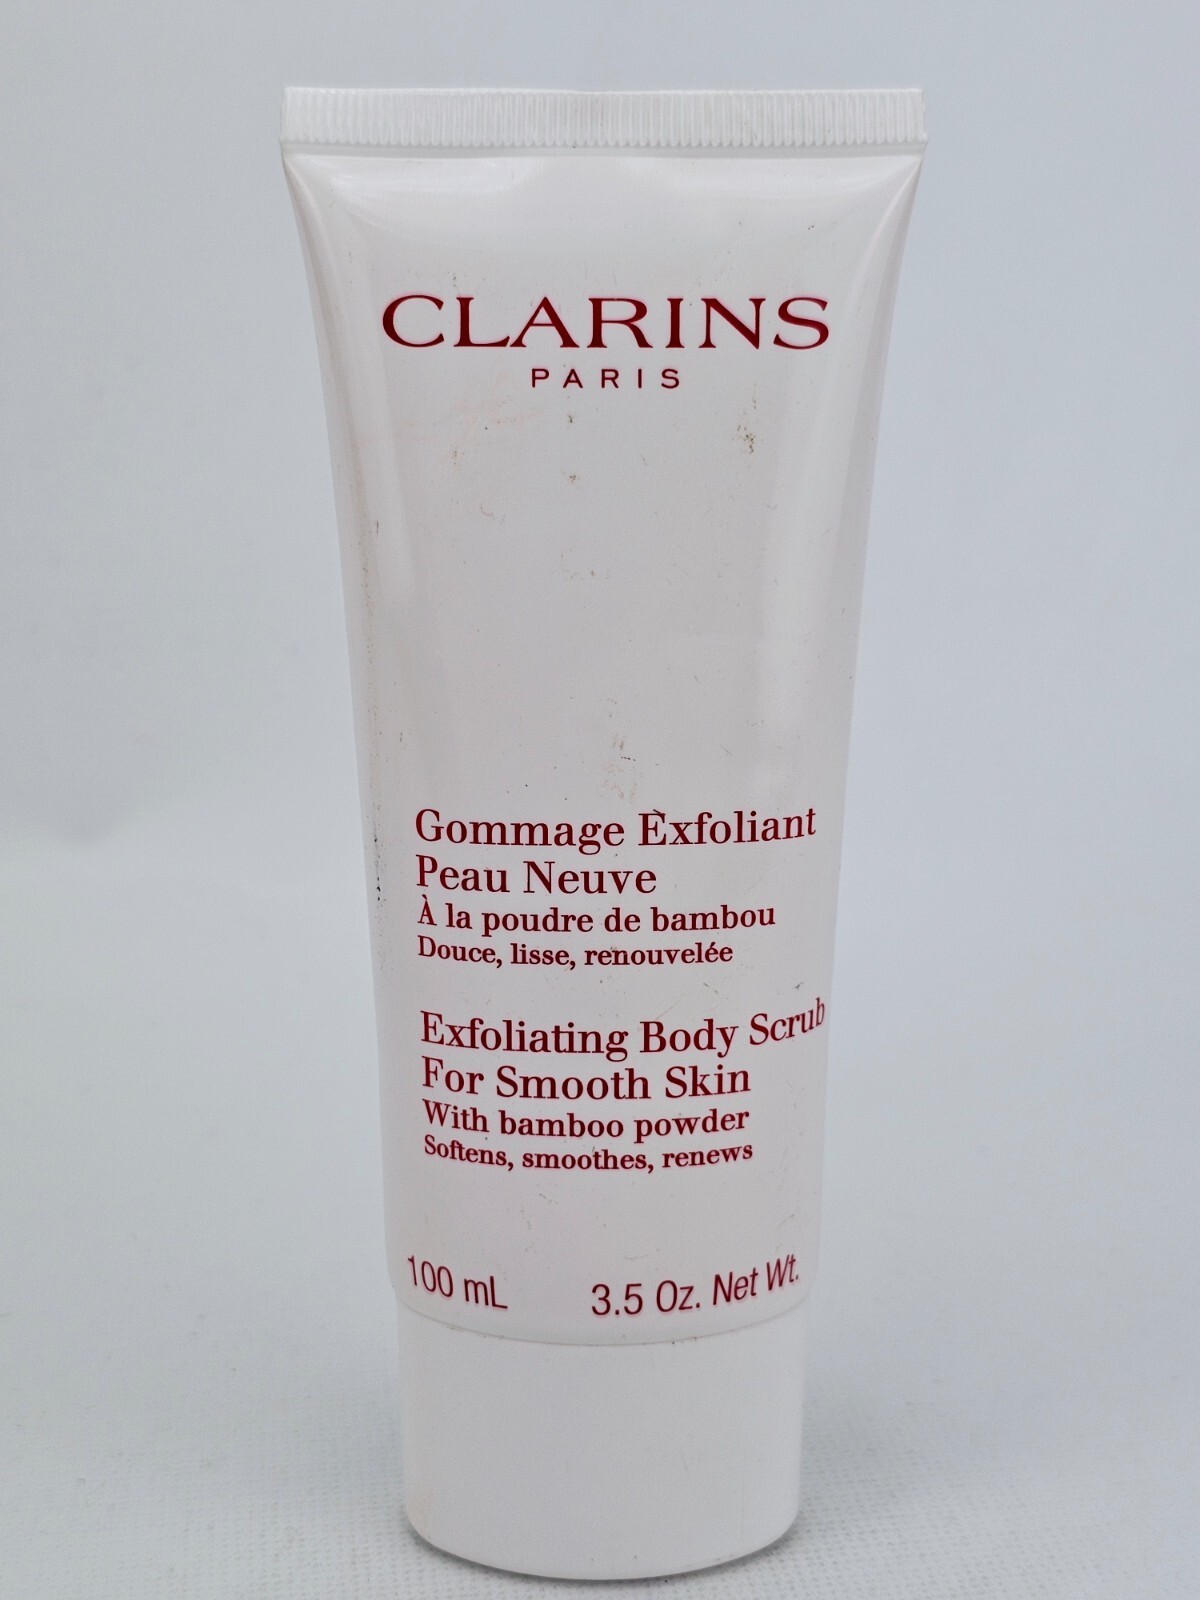 CLARINS
PARIS
Gommage Exfoliant
Peau Neuve
À la poudre de bambou
Douce, lisse, renouvelée
Exfoliating Body Scrub
For Smooth Skin
With bamboo powder
Softens, smoothes, renews
100 mL 3.5 Oz. Net Wt.